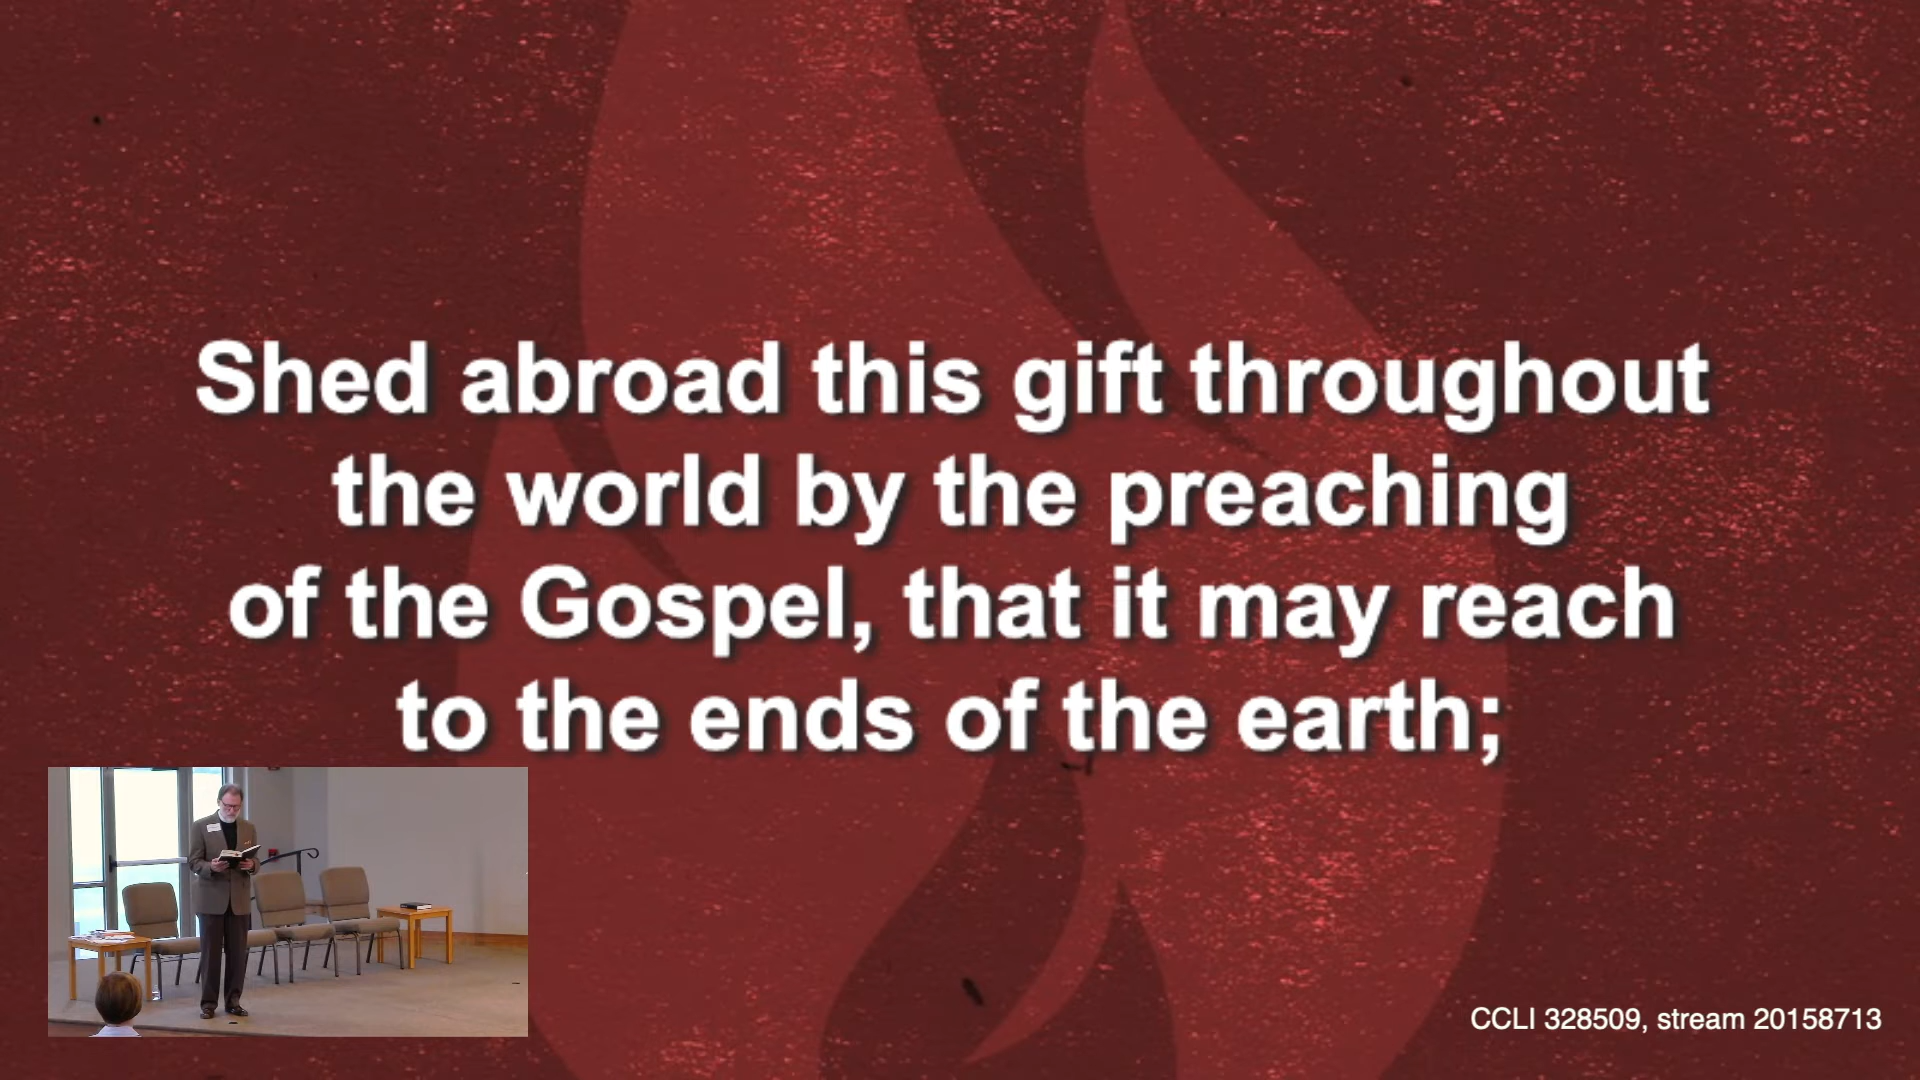 Shed abroad this gift throughout
the world by the preaching
of the Gospel, that it may reach
to the ends of the earth;
CCLI 328509, stream 20158713